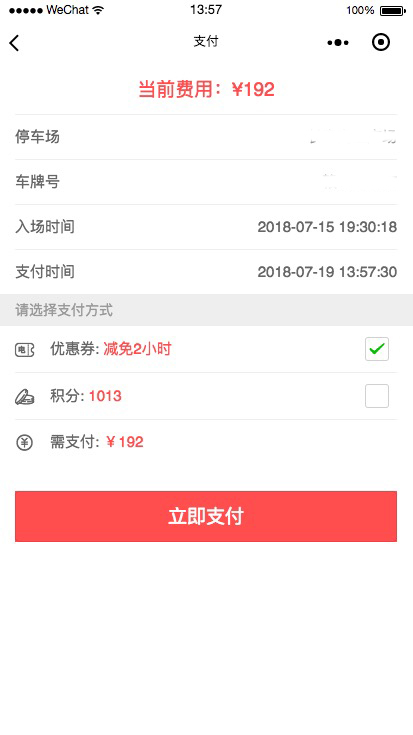 ●●●●● WeChat 13:57 100%
支付
当前费用：¥192
停车场
车牌号
入场时间 2018-07-15 19:30:18
支付时间 2018-07-19 13:57:30
请选择支付方式
优惠券: 减免2小时
积分: 1013
需支付: ¥192
立即支付